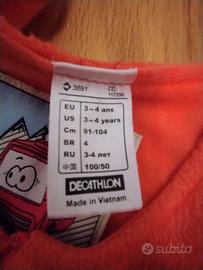 3691
CC:
117290
EU 3–4 ans
US 3–4 years
Cm 91-104
BR 4
RU 3-4 лет
中国 100/50
DECATHLON
Made in Vietnam
subito